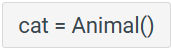 cat = Animal()